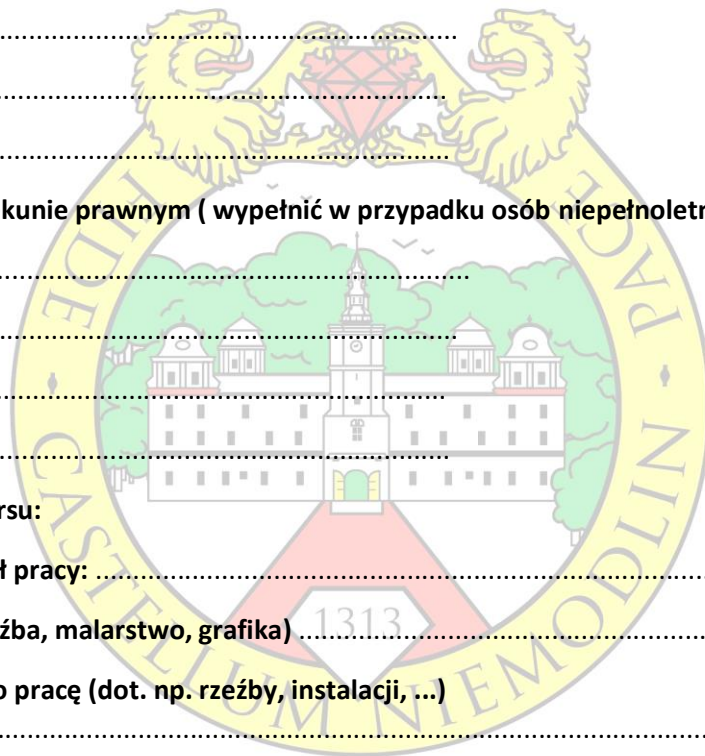 ....................................................................
....................................................................
....................................................................
kunie prawnym ( wypełnić w przypadku osób niepełnoletn
....................................................................
....................................................................
....................................................................
....................................................................
rsu:
ł pracy: ....................................................................
źba, malarstwo, grafika) ....................................................................
o pracę (dot. np. rzeźby, instalacji, ...)
....................................................................
FIDE PAGE
CASTELLUM NIEMODLIN
1313